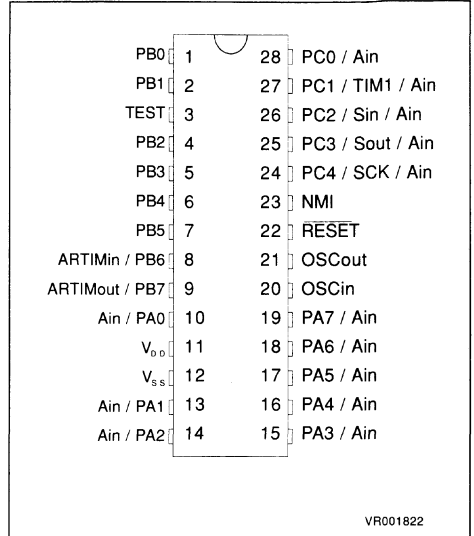 PB0 1 28 PC0 / Ain
PB1 2 27 PC1 / TIM1 / Ain
TEST 3 26 PC2 / Sin / Ain
PB2 4 25 PC3 / Sout / Ain
PB3 5 24 PC4 / SCK / Ain
PB4 6 23 NMI
PB5 7 22 RESET
ARTIMin / PB6 8 21 OSCout
ARTIMout / PB7 9 20 OSCin
Ain / PA0 10 19 PA7 / Ain
VDD 11 18 PA6 / Ain
VSS 12 17 PA5 / Ain
Ain / PA1 13 16 PA4 / Ain
Ain / PA2 14 15 PA3 / Ain
VR001822